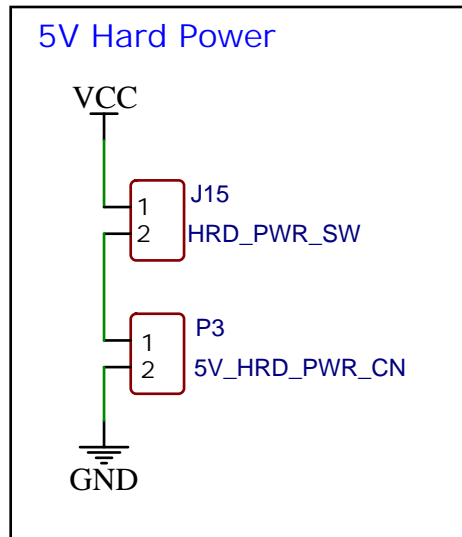 5V Hard Power
VCC
J15
1
2
HRD_PWR_SW
P3
1
2
5V_HRD_PWR_CN
GND